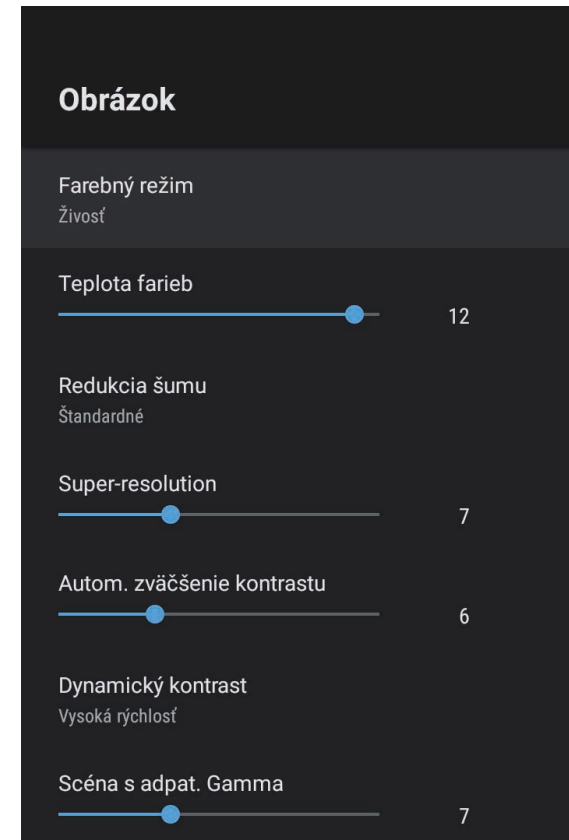 Obrázok
Farebný režim
Živosť
Teplota farieb
12
Redukcia šumu
Štandardné
Super-resolution
7
Autom. zväčšenie kontrastu
6
Dynamický kontrast
Vysoká rýchlosť
Scéna s adpat. Gamma
7